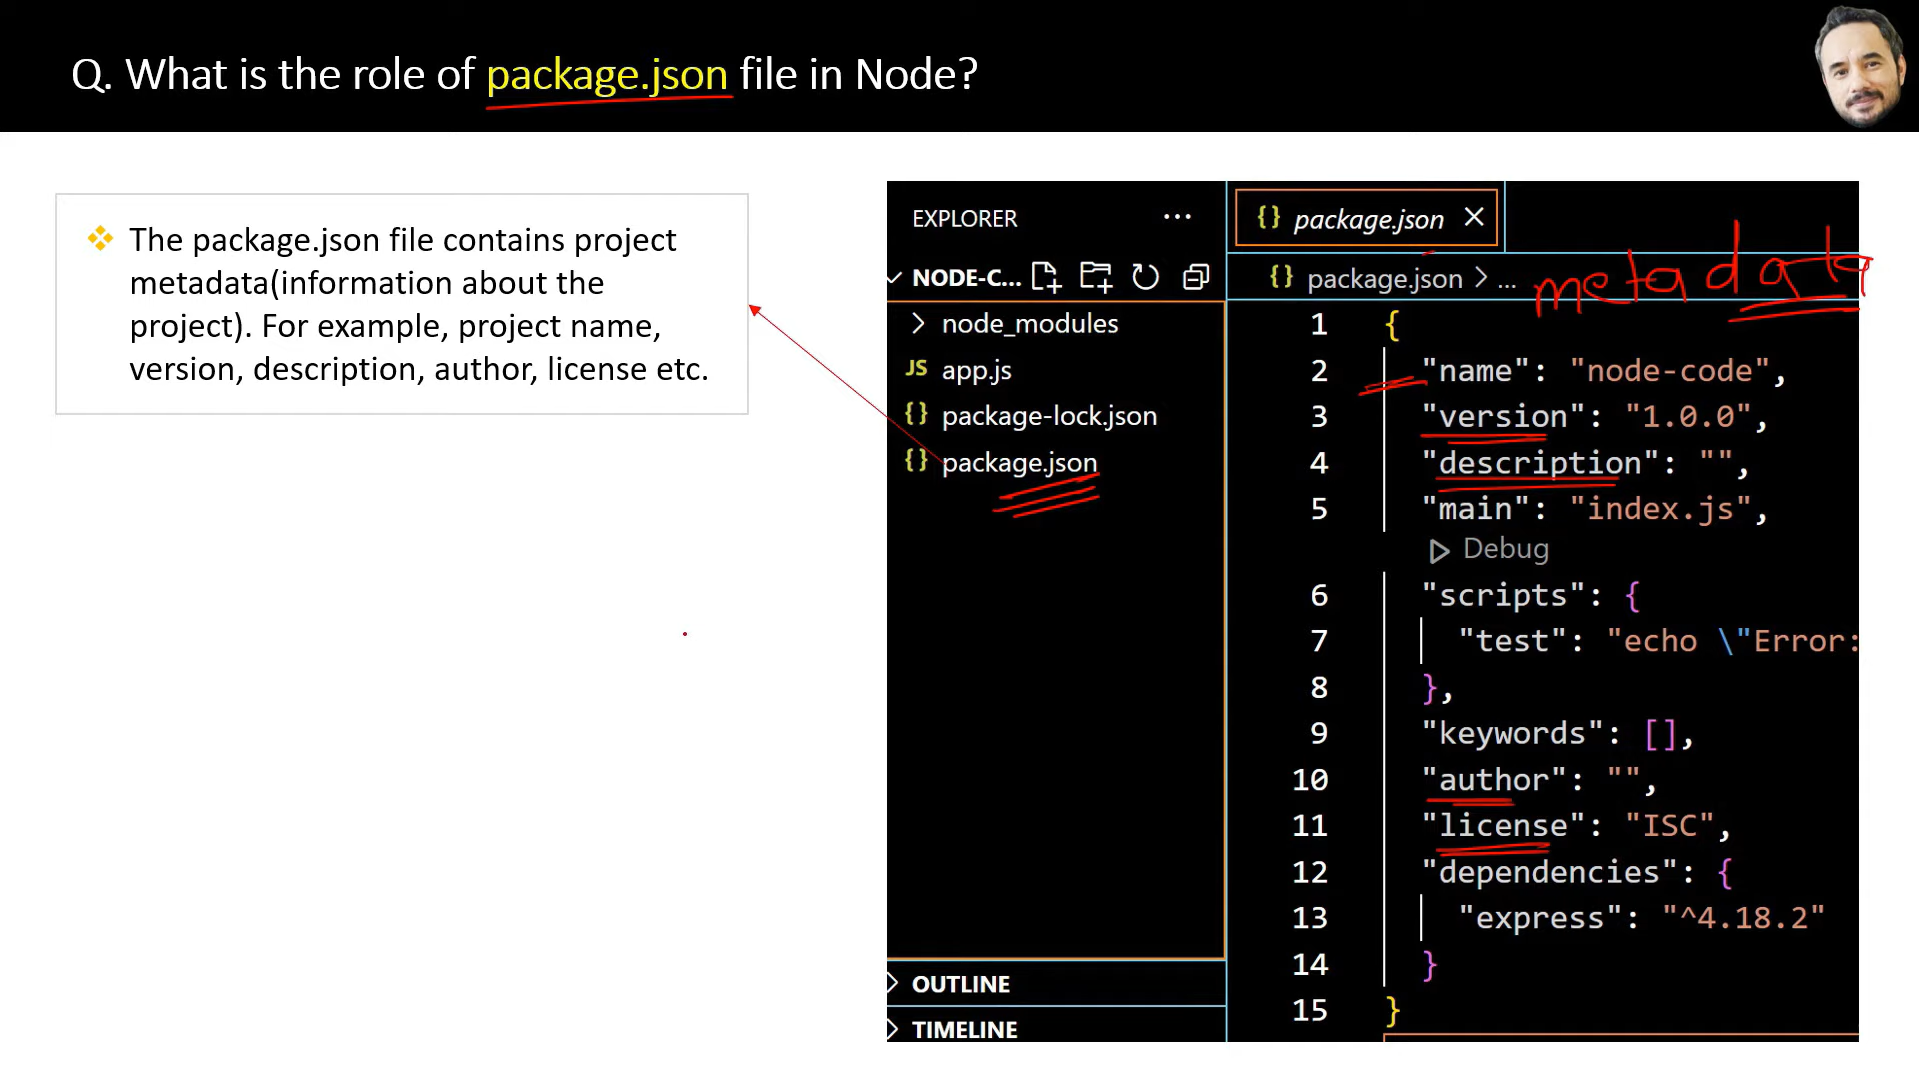 Q. What is the role of package.json file in Node?
The package.json file contains project
metadata(information about the
project). For example, project name,
version, description, author, license etc.
EXPLORER ...
NODE-C...
node_modules
JS app.js
{} package-lock.json
{} package.json
OUTLINE
TIMELINE
{} package.json ×
{} package.json > ...
metadata
1 {
2 "name": "node-code",
3 "version": "1.0.0",
4 "description": "",
5 "main": "index.js",
Debug
6 "scripts": {
7 "test": "echo \"Error:
8 },
9 "keywords": [],
10 "author": "",
11 "license": "ISC",
12 "dependencies": {
13 "express": "^4.18.2"
14 }
15 }